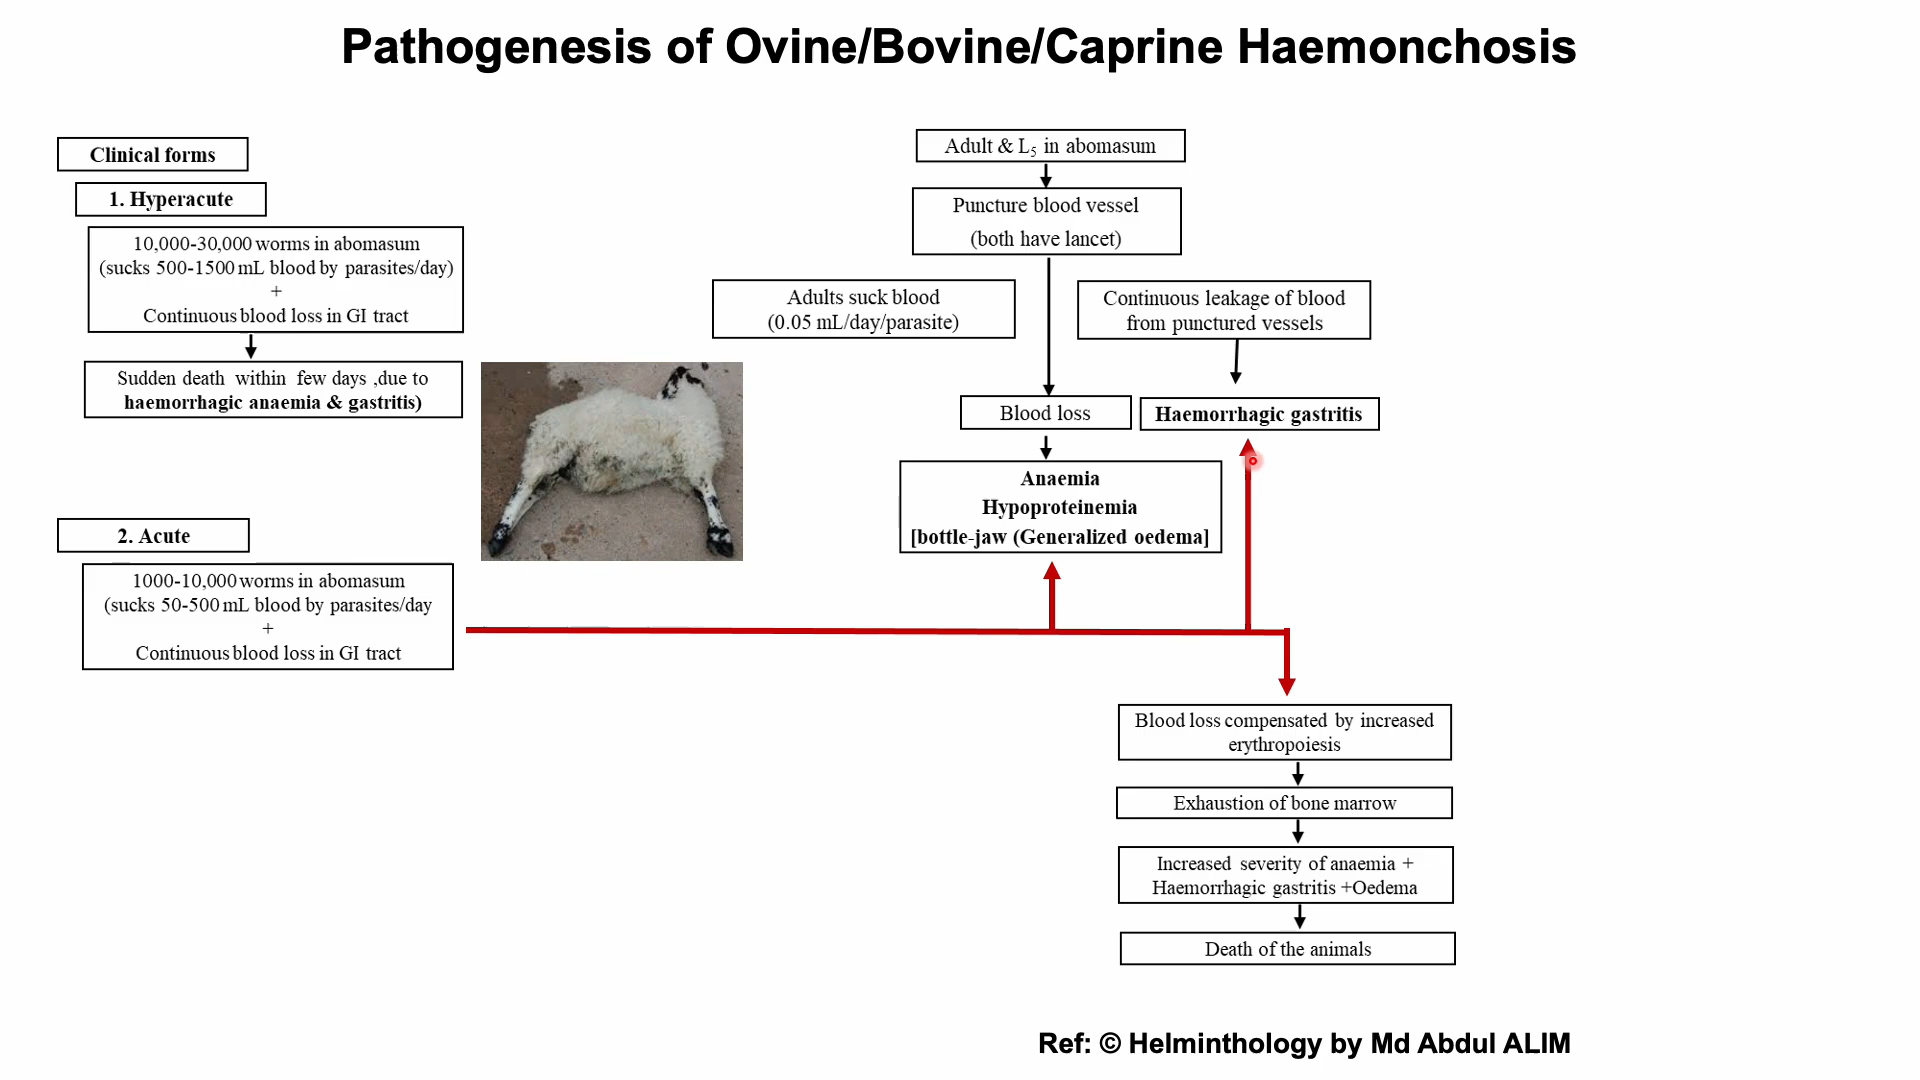 Pathogenesis of Ovine/Bovine/Caprine Haemonchosis
Clinical forms
1. Hyperacute
10,000-30,000 worms in abomasum
(sucks 500-1500 mL blood by parasites/day)
+
Continuous blood loss in GI tract
Sudden death within few days ,due to
haemorrhagic anaemia & gastritis)
2. Acute
1000-10,000 worms in abomasum
(sucks 50-500 mL blood by parasites/day
+
Continuous blood loss in GI tract
Adult & L5 in abomasum
Puncture blood vessel
(both have lancet)
Adults suck blood
(0.05 mL/day/parasite)
Continuous leakage of blood
from punctured vessels
Blood loss
Haemorrhagic gastritis
Anaemia
Hypoproteinemia
[bottle-jaw (Generalized oedema]
Blood loss compensated by increased
erythropoiesis
Exhaustion of bone marrow
Increased severity of anaemia +
Haemorrhagic gastritis +Oedema
Death of the animals
Ref: © Helminthology by Md Abdul ALIM